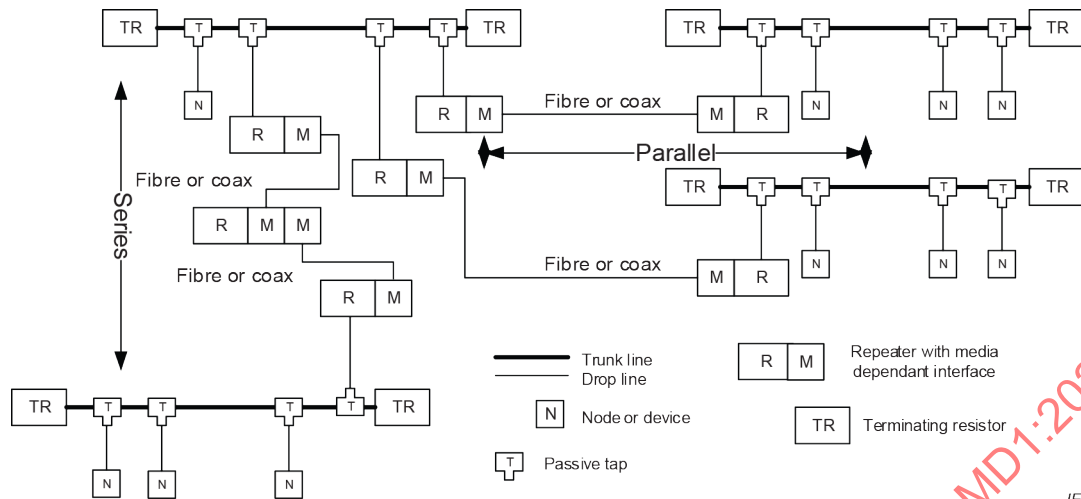 TR T T T T TR
TR T T T T TR
N
N N N
R M
Fibre or coax
M R
R M
Parallel
Fibre or coax
R M
TR T T T T TR
Series
R M M
N N N
Fibre or coax
Fibre or coax
M R
R M
Trunk line
Drop line
R M
Repeater with media
dependant interface
TR T T T T TR
N
Node or device
TR
Terminating resistor
T
Passive tap
N N N
MD1:202